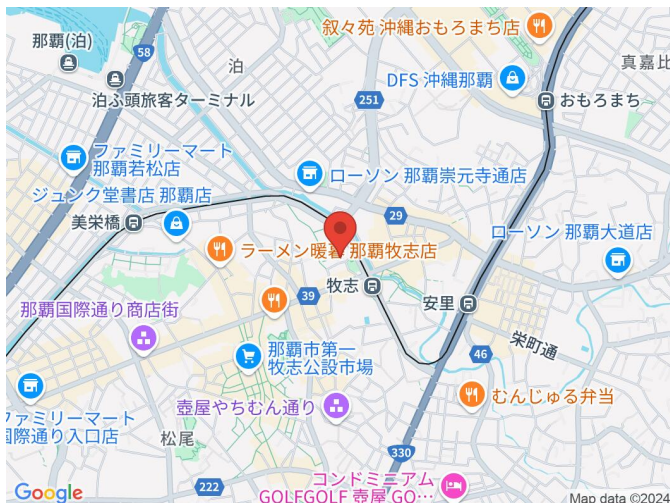 叙々苑 沖縄おもろまち店
那覇(泊)
58
泊
真嘉比
DFS 沖縄那覇
泊ふ頭旅客ターミナル
251
おもろまち
ファミリーマート
那覇若松店
ローソン 那覇崇元寺通店
ジュンク堂書店 那覇店
美栄橋
29
ラーメン暖暮 那覇牧志店
ローソン 那覇大道店
牧志
39
安里
那覇国際通り商店街
栄町通
那覇市第一
牧志公設市場
46
むんじゅる弁当
壺屋やちむん通り
ファミリーマート
国際通り入口店
松尾
330
222
コンドミニアム
GOLFGOLF 壺屋 GO…
Google
Map data ©2024